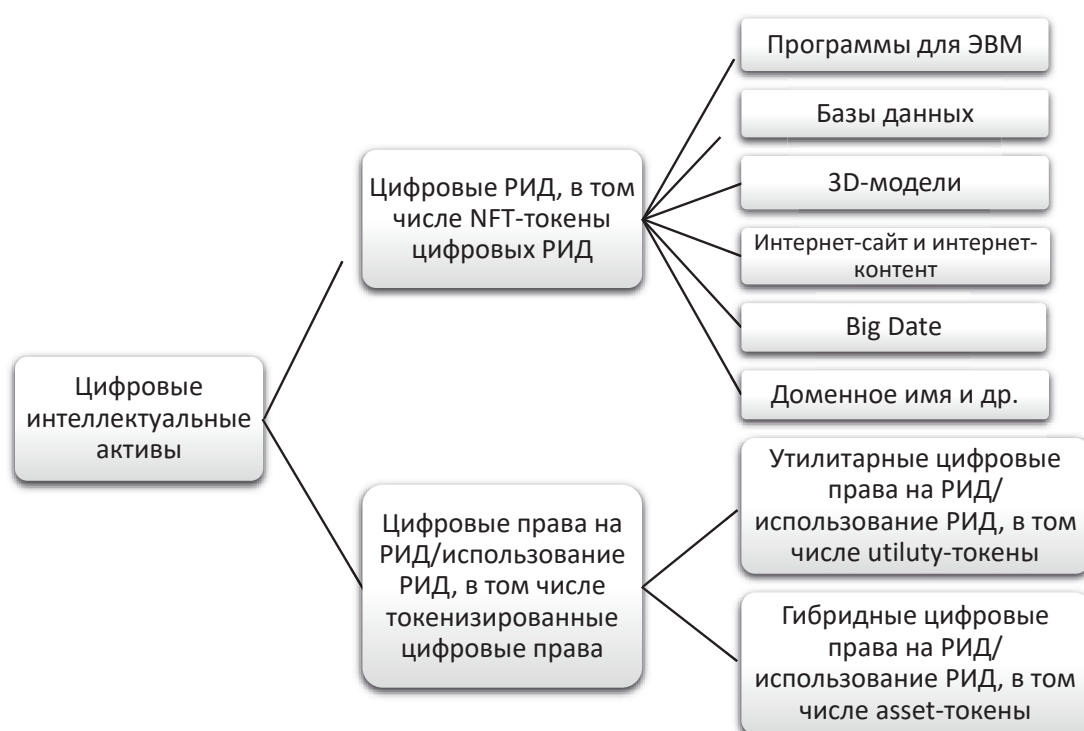 Цифровые
интеллектуальные
активы
Цифровые РИД, в том
числе NFT-токены
цифровых РИД
Программы для ЭВМ
Базы данных
3D-модели
Интернет-сайт и интернет-
контент
Big Date
Доменное имя и др.
Цифровые права на
РИД/использование
РИД, в том числе
токенизированные
цифровые права
Утилитарные цифровые
права на РИД/
использование РИД, в том
числе utiluty-токены
Гибридные цифровые
права на РИД/
использование РИД, в том
числе asset-токены